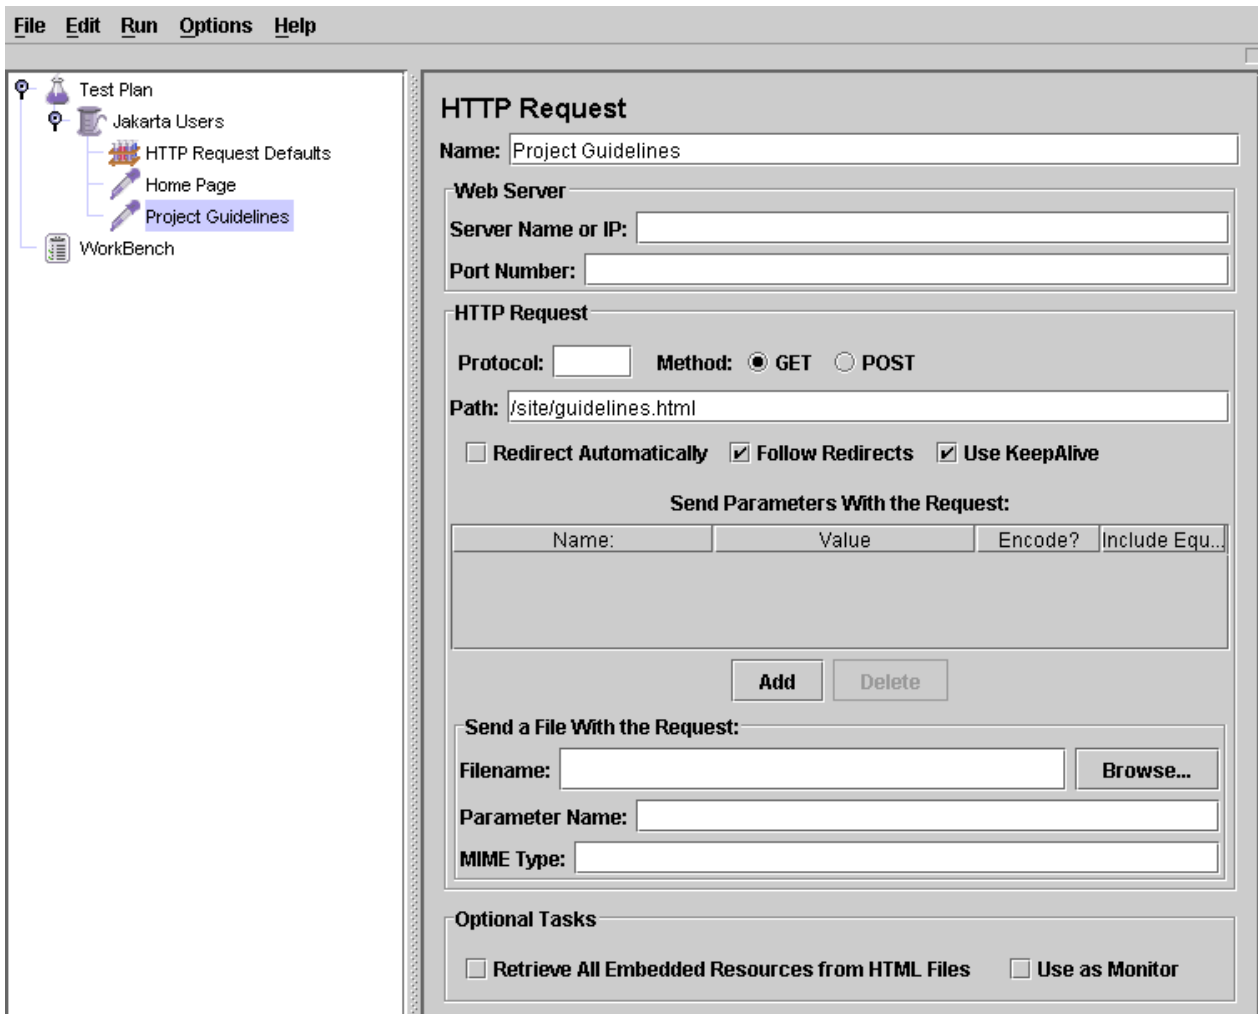 File Edit Run Options Help
Test Plan
Jakarta Users
HTTP Request Defaults
Home Page
Project Guidelines
WorkBench
HTTP Request
Name: Project Guidelines
Web Server
Server Name or IP:
Port Number:
HTTP Request
Protocol: Method: GET POST
Path: /site/guidelines.html
Redirect Automatically Follow Redirects Use KeepAlive
Send Parameters With the Request:
Name: Value Encode? Include Equ...
Add Delete
Send a File With the Request:
Filename: Browse...
Parameter Name:
MIME Type:
Optional Tasks
Retrieve All Embedded Resources from HTML Files Use as Monitor